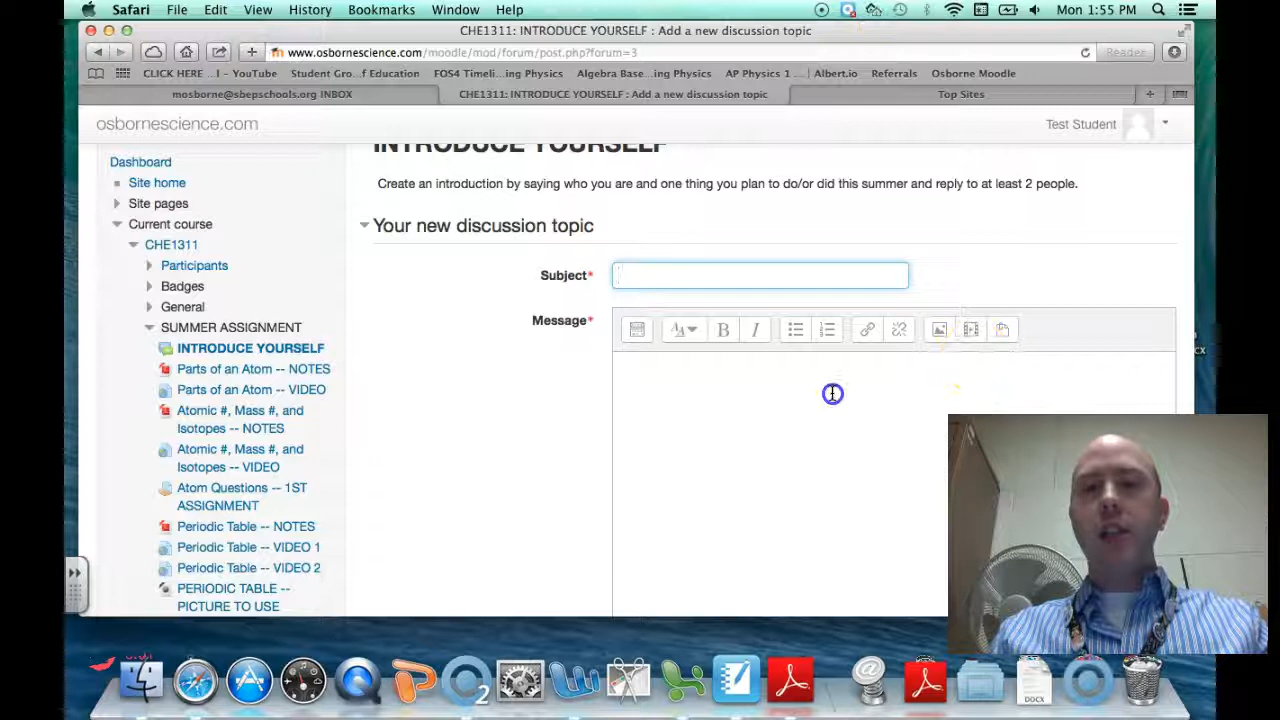 Safari File Edit View History Bookmarks Window Help Mon 1:55 PM
CHE1311: INTRODUCE YOURSELF : Add a new discussion topic
www.osbornescience.com/moodle/mod/forum/post.php?forum=3 Reader
CLICK HERE ...l – YouTube Student Gro...f Education FOS4 Timeli...ing Physics Algebra Base...ing Physics AP Physics 1 ... | Albert.io Referrals Osborne Moodle
mosborne@sbepschools.org INBOX CHE1311: INTRODUCE YOURSELF : Add a new discussion topic Top Sites
osbornescience.com Test Student
Dashboard
Site home
Site pages
Current course
CHE1311
Participants
Badges
General
SUMMER ASSIGNMENT
INTRODUCE YOURSELF
Parts of an Atom -- NOTES
Parts of an Atom -- VIDEO
Atomic #, Mass #, and
Isotopes -- NOTES
Atomic #, Mass #, and
Isotopes -- VIDEO
Atom Questions -- 1ST
ASSIGNMENT
Periodic Table -- NOTES
Periodic Table -- VIDEO 1
Periodic Table -- VIDEO 2
PERIODIC TABLE --
PICTURE TO USE
INTRODUCE YOURSELF
Create an introduction by saying who you are and one thing you plan to do/or did this summer and reply to at least 2 people.
Your new discussion topic
Subject*
Message*
B I
CX
2
DOCX